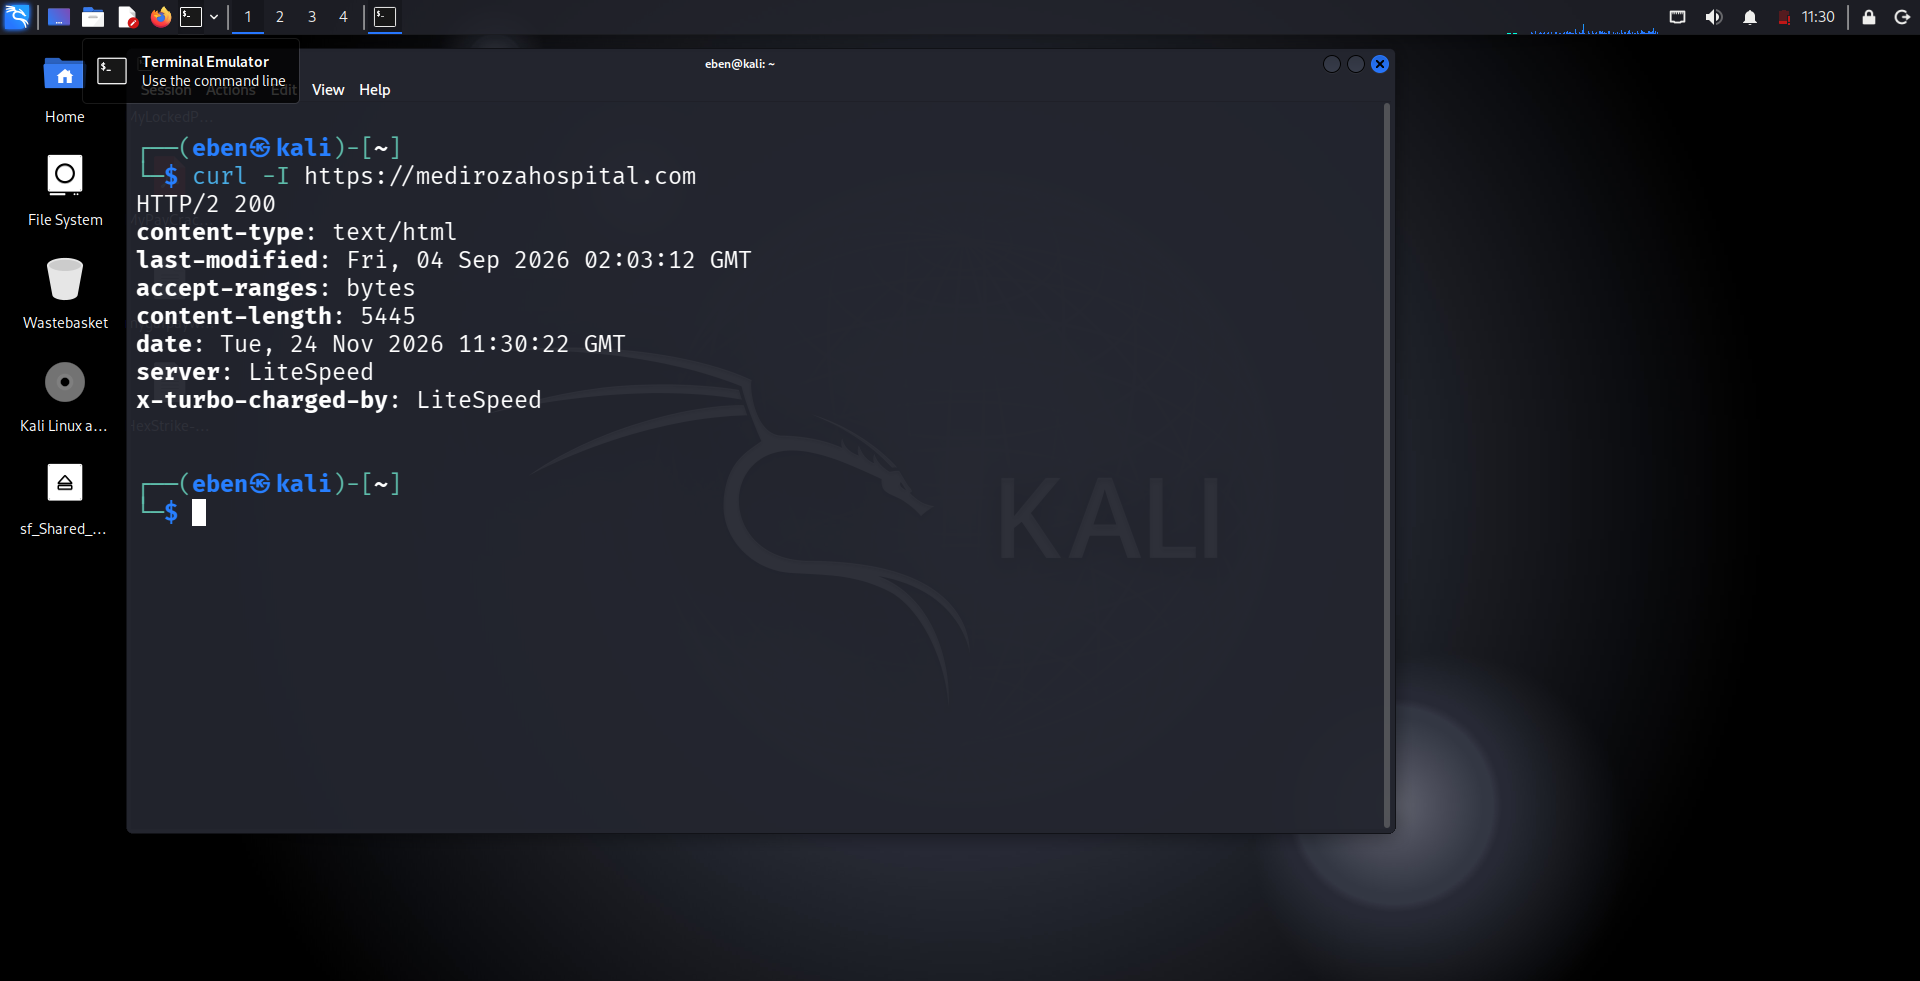 1 2 3 4
11:30
Terminal Emulator
Use the command line
eben@kali: ~
Session Actions Edit View Help
Home
File System
Wastebasket
Kali Linux a...
sf_Shared_...
┌──(eben㉿kali)-[~]
└─$ curl -I https://medirozahospital.com
HTTP/2 200
content-type: text/html
last-modified: Fri, 04 Sep 2026 02:03:12 GMT
accept-ranges: bytes
content-length: 5445
date: Tue, 24 Nov 2026 11:30:22 GMT
server: LiteSpeed
x-turbo-charged-by: LiteSpeed
┌──(eben㉿kali)-[~]
└─$
KALI